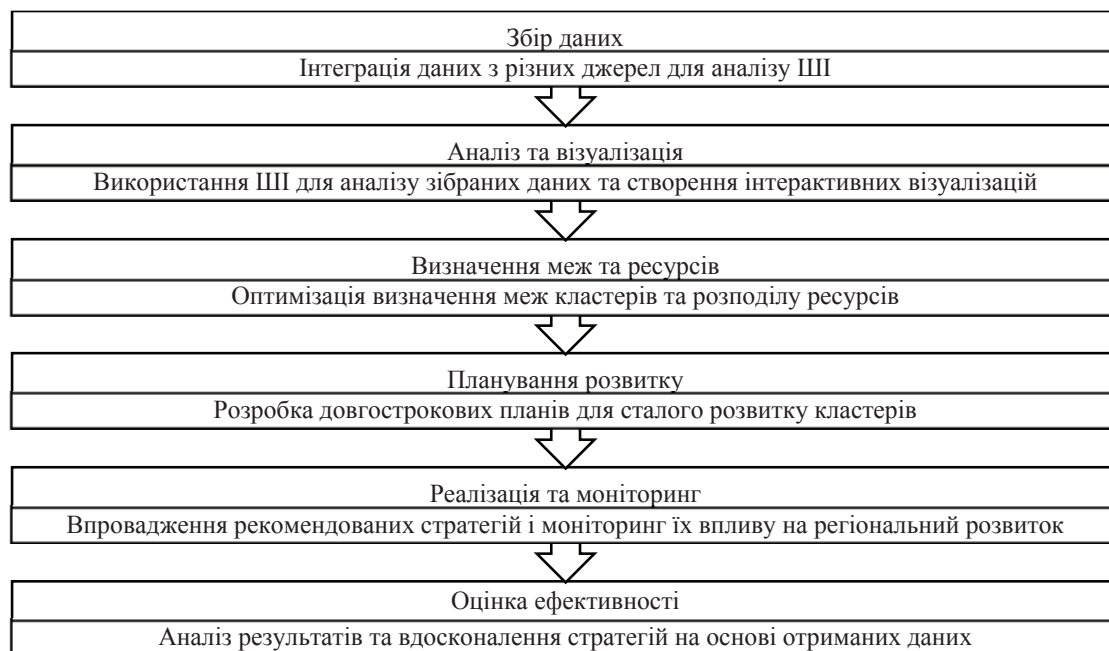 Збір даних
Інтеграція даних з різних джерел для аналізу ШІ
Аналіз та візуалізація
Використання ШІ для аналізу зібраних даних та створення інтерактивних візуалізацій
Визначення меж та ресурсів
Оптимізація визначення меж кластерів та розподілу ресурсів
Планування розвитку
Розробка довгострокових планів для сталого розвитку кластерів
Реалізація та моніторинг
Впровадження рекомендованих стратегій і моніторинг їх впливу на регіональний розвиток
Оцінка ефективності
Аналіз результатів та вдосконалення стратегій на основі отриманих даних